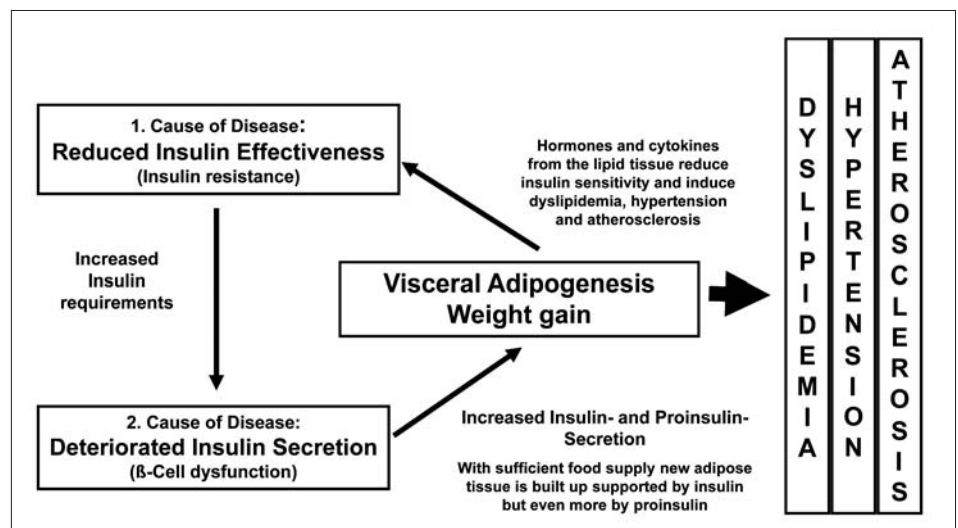 1. Cause of Disease:
Reduced Insulin Effectiveness
(Insulin resistance)
Increased
Insulin
requirements
2. Cause of Disease:
Deteriorated Insulin Secretion
(ß-Cell dysfunction)
Hormones and cytokines
from the lipid tissue reduce
insulin sensitivity and induce
dyslipidemia, hypertension
and atherosclerosis
Visceral Adipogenesis
Weight gain
Increased Insulin- and Proinsulin-
Secretion
With sufficient food supply new adipose
tissue is built up supported by insulin
but even more by proinsulin
DYSLIPIDEMIA
HYPERTENSION
ATHEROSCLEROSIS